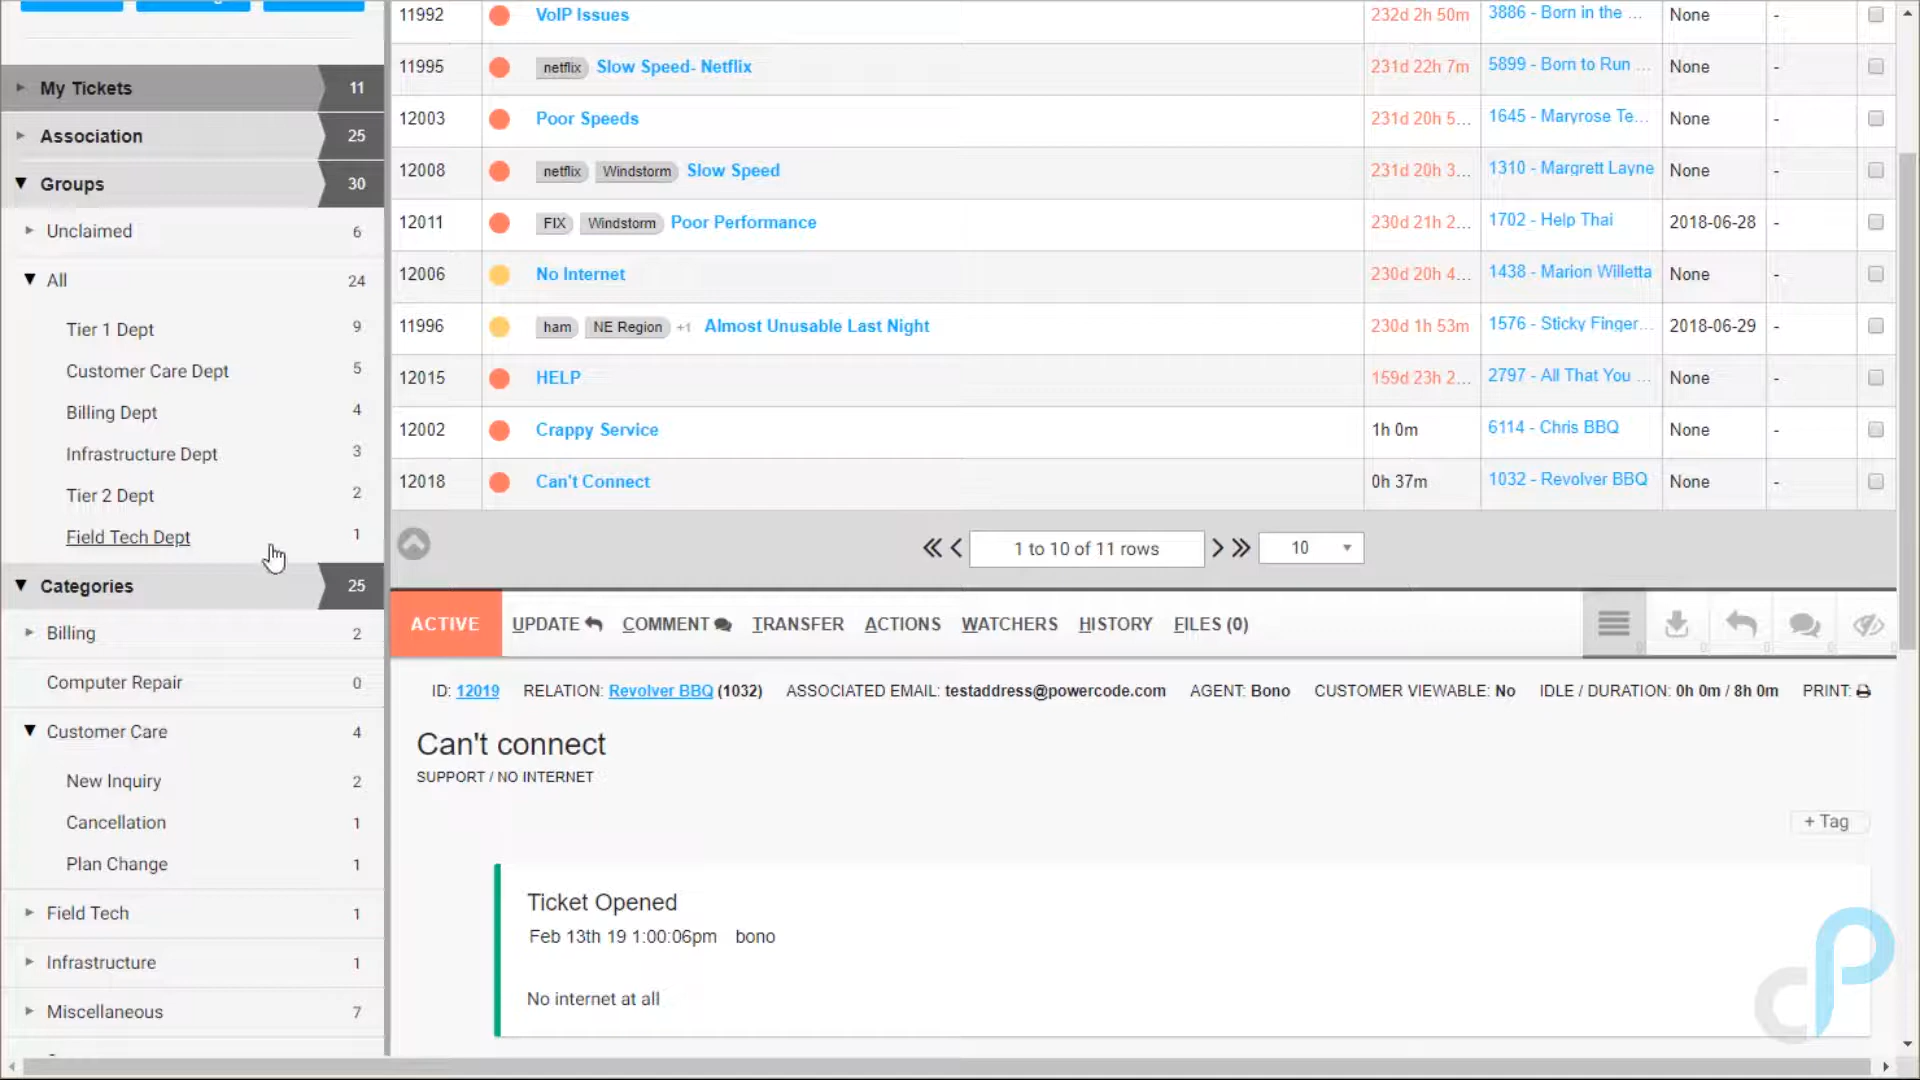 My Tickets 11
Association 25
Groups 30
Unclaimed 6
All 24
Tier 1 Dept 9
Customer Care Dept 5
Billing Dept 4
Infrastructure Dept 3
Tier 2 Dept 2
Field Tech Dept 1
Categories 25
Billing 2
Computer Repair 0
Customer Care 4
New Inquiry 2
Cancellation 1
Plan Change 1
Field Tech 1
Infrastructure 1
Miscellaneous 7
11992 VoIP Issues 232d 2h 50m 3886 - Born in the ... None -
11995 netflix Slow Speed- Netflix 231d 22h 7m 5899 - Born to Run ... None -
12003 Poor Speeds 231d 20h 5... 1645 - Maryrose Te... None -
12008 netflix Windstorm Slow Speed 231d 20h 3... 1310 - Margrett Layne None -
12011 FIX Windstorm Poor Performance 230d 21h 2... 1702 - Help Thai 2018-06-28 -
12006 No Internet 230d 20h 4... 1438 - Marion Willetta None -
11996 ham NE Region +1 Almost Unusable Last Night 230d 1h 53m 1576 - Sticky Finger... 2018-06-29 -
12015 HELP 159d 23h 2... 2797 - All That You ... None -
12002 Crappy Service 1h 0m 6114 - Chris BBQ None -
12018 Can't Connect 0h 37m 1032 - Revolver BBQ None -
1 to 10 of 11 rows 10
ACTIVE UPDATE COMMENT TRANSFER ACTIONS WATCHERS HISTORY FILES (0)
ID: 12019 RELATION: Revolver BBQ (1032) ASSOCIATED EMAIL: testaddress@powercode.com AGENT: Bono CUSTOMER VIEWABLE: No IDLE / DURATION: 0h 0m / 8h 0m PRINT:
Can't connect
SUPPORT / NO INTERNET
+ Tag
Ticket Opened
Feb 13th 19 1:00:06pm bono
No internet at all